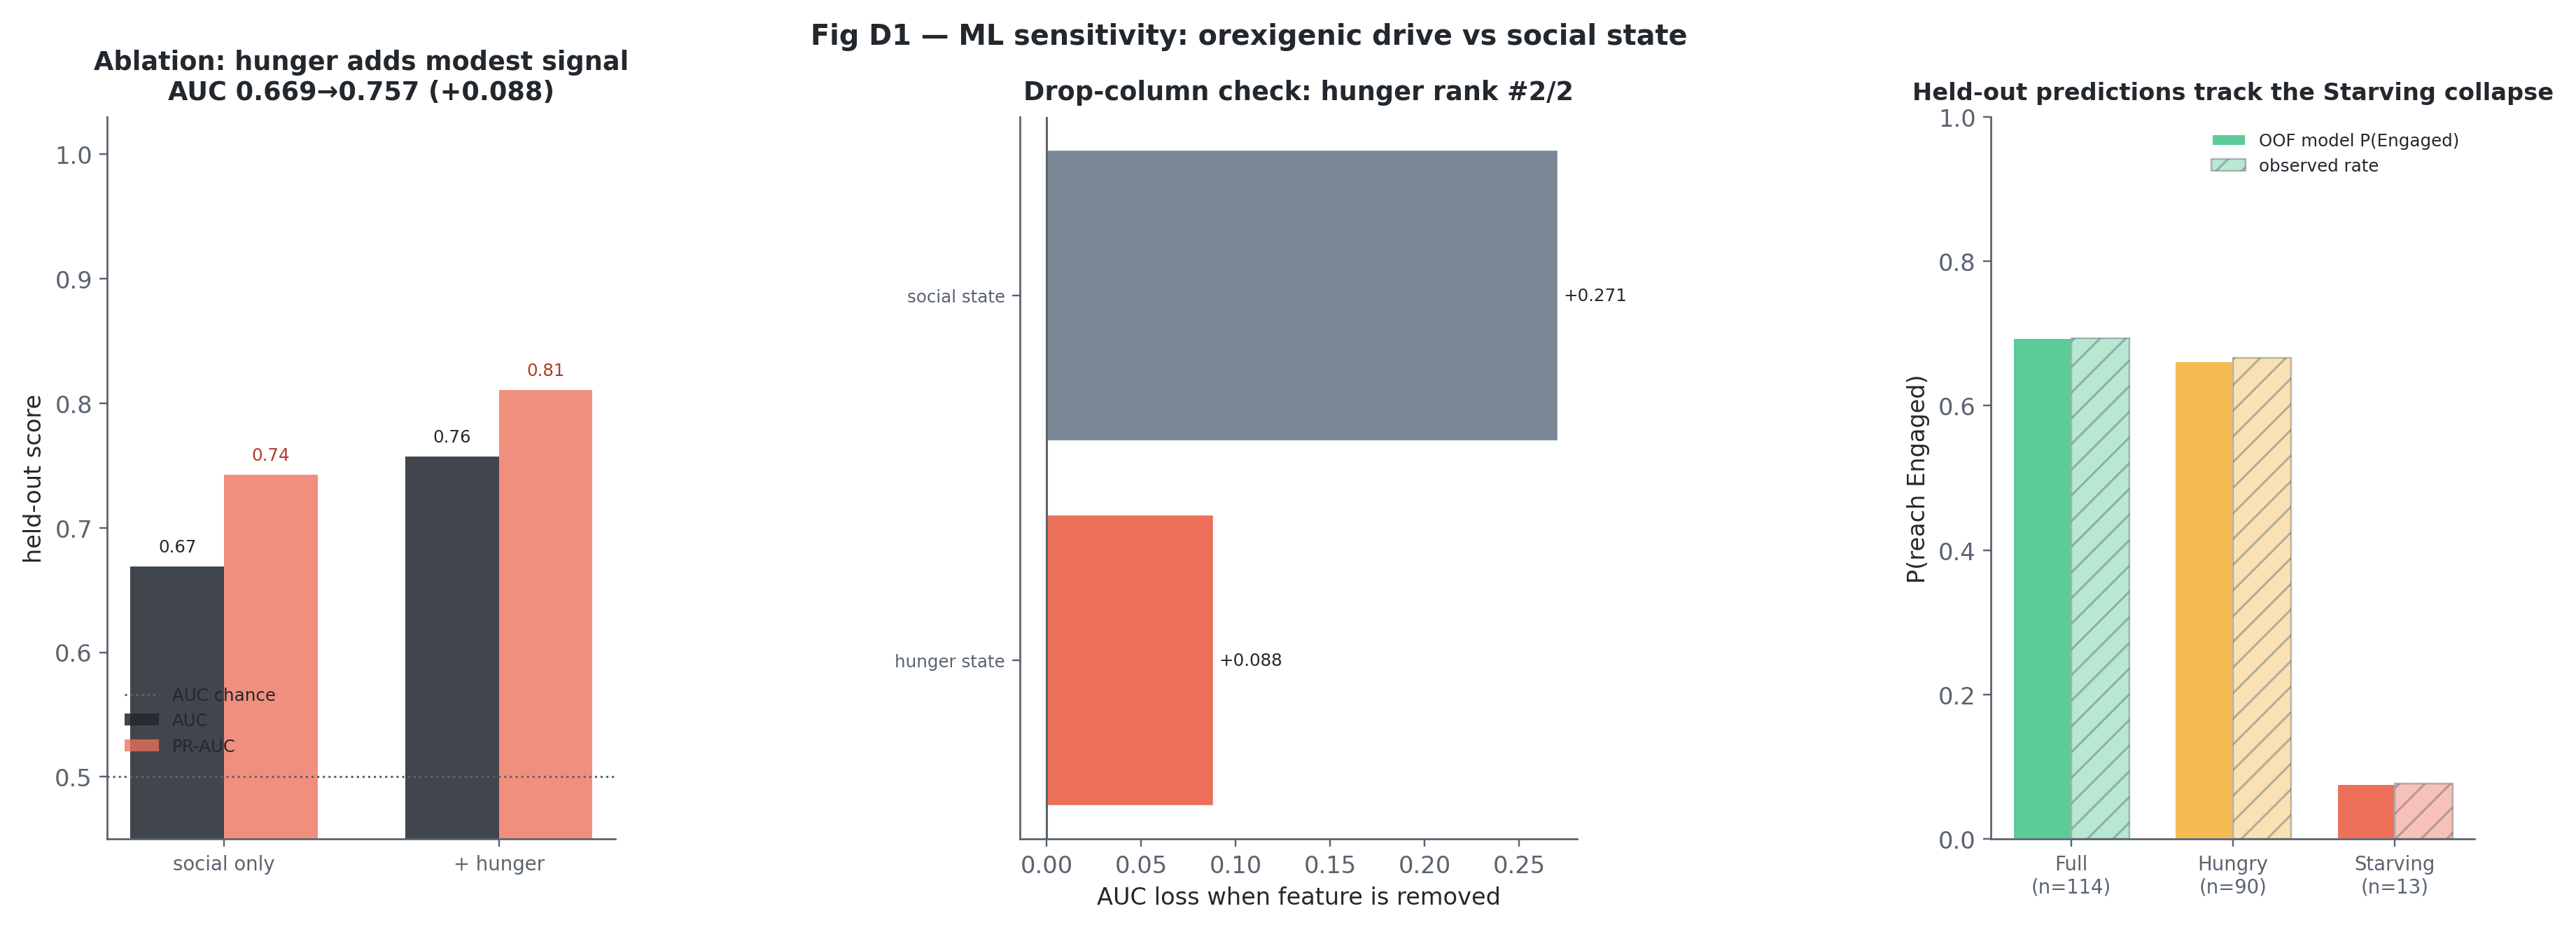 Fig D1 — ML sensitivity: orexigenic drive vs social state
Ablation: hunger adds modest signal
AUC 0.669→0.757 (+0.088)
held-out score
1.0
0.9
0.8
0.7
0.6
0.5
0.67
0.74
0.76
0.81
AUC chance
AUC
PR-AUC
social only
+ hunger
Drop-column check: hunger rank #2/2
social state
+0.271
hunger state
+0.088
0.00
0.05
0.10
0.15
0.20
0.25
AUC loss when feature is removed
Held-out predictions track the Starving collapse
P(reach Engaged)
1.0
0.8
0.6
0.4
0.2
0.0
OOF model P(Engaged)
observed rate
Full
(n=114)
Hungry
(n=90)
Starving
(n=13)